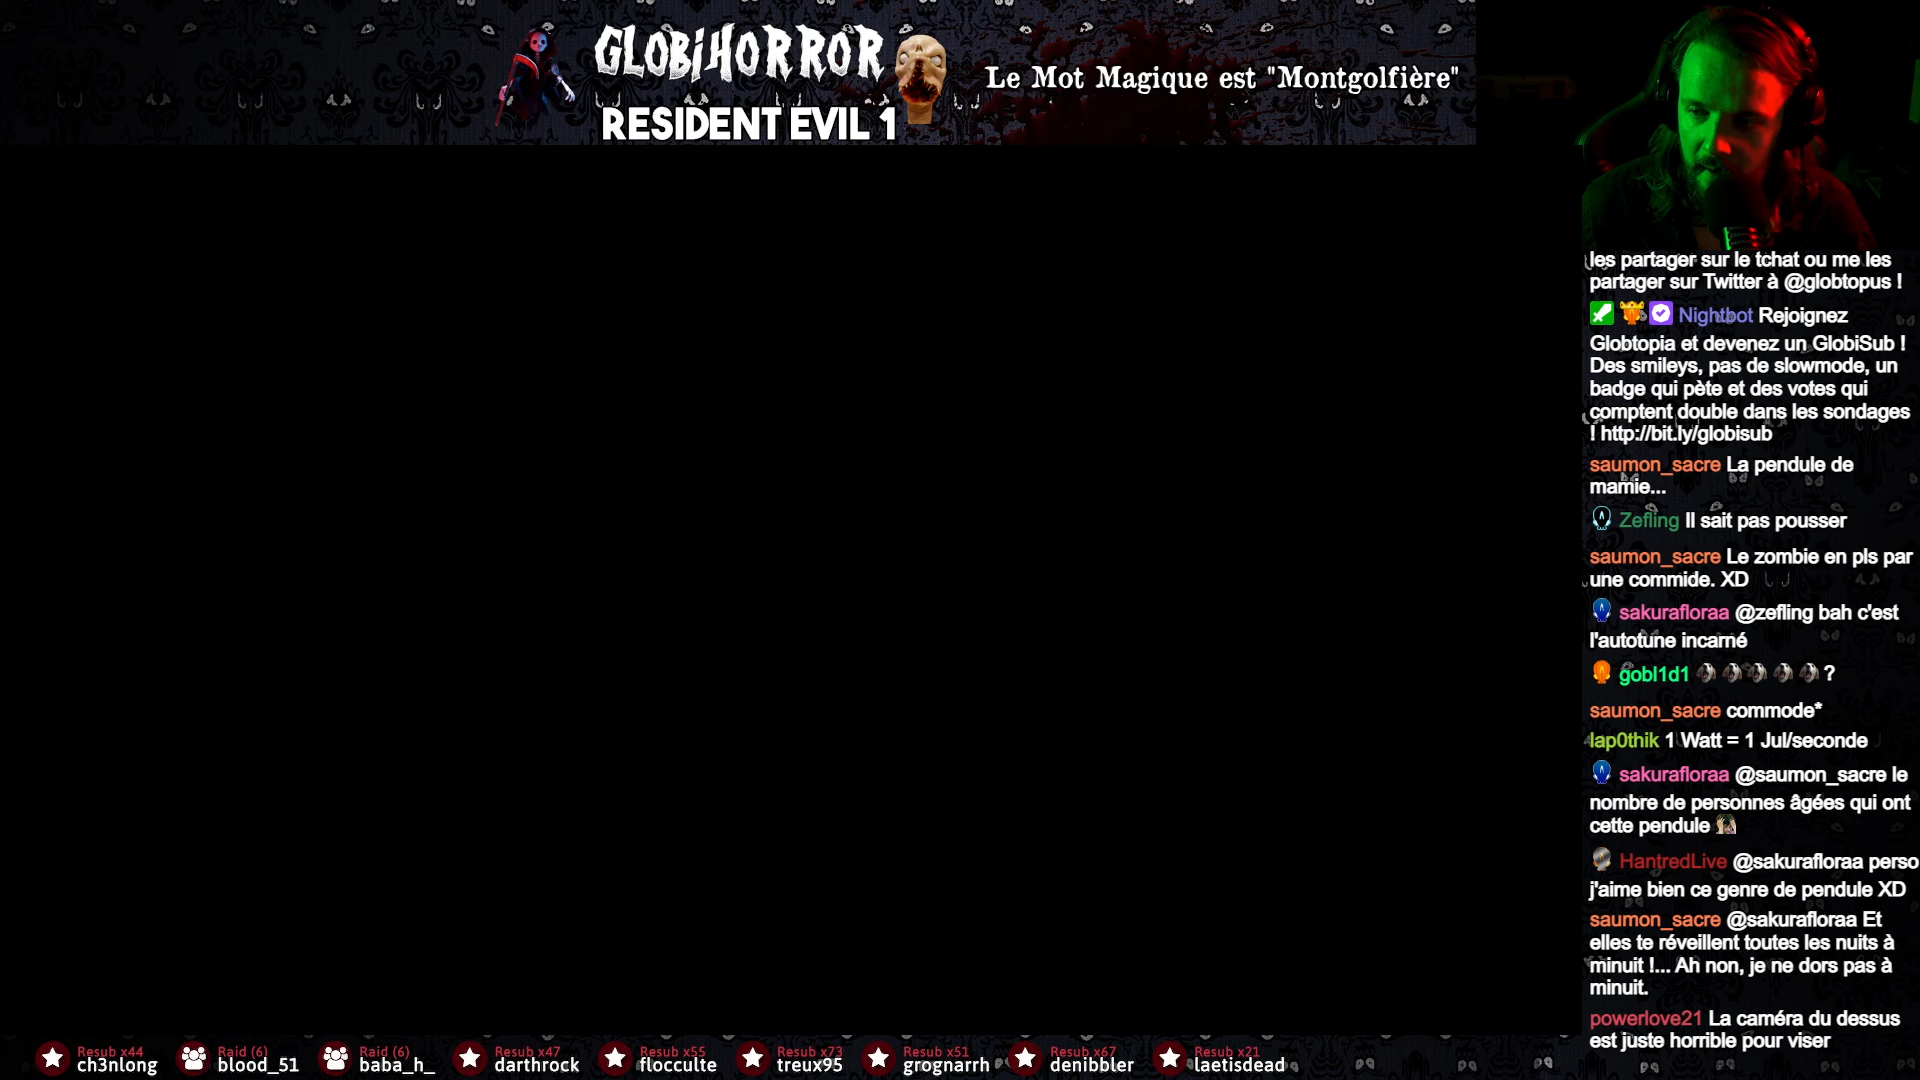 GLOBiHORROR
RESIDENT EVIL 1
Le Mot Magique est "Montgolfière"
les partager sur le tchat ou me les
partager sur Twitter à @globtopus !
Nightbot Rejoignez
Globtopia et devenez un GlobiSub !
Des smileys, pas de slowmode, un
badge qui pète et des votes qui
comptent double dans les sondages
! http://bit.ly/globisub
saumon_sacre La pendule de
mamie...
Zefling Il sait pas pousser
saumon_sacre Le zombie en pls par
une commide. XD
sakurafloraa @zefling bah c'est
l'autotune incarné
gobl1d1 ?
saumon_sacre commode*
lap0thik 1 Watt = 1 Jul/seconde
sakurafloraa @saumon_sacre le
nombre de personnes âgées qui ont
cette pendule
HantredLive @sakurafloraa perso
j'aime bien ce genre de pendule XD
saumon_sacre @sakurafloraa Et
elles te réveillent toutes les nuits à
minuit !... Ah non, je ne dors pas à
minuit.
powerlove21 La caméra du dessus
est juste horrible pour viser
Resub x44
ch3nlong
Raid (6)
blood_51
Raid (6)
baba_h_
Resub x47
darthrock
Resub x55
flocculte
Resub x73
treux95
Resub x51
grognarrh
Resub x67
denibbler
Resub x21
laetisdead